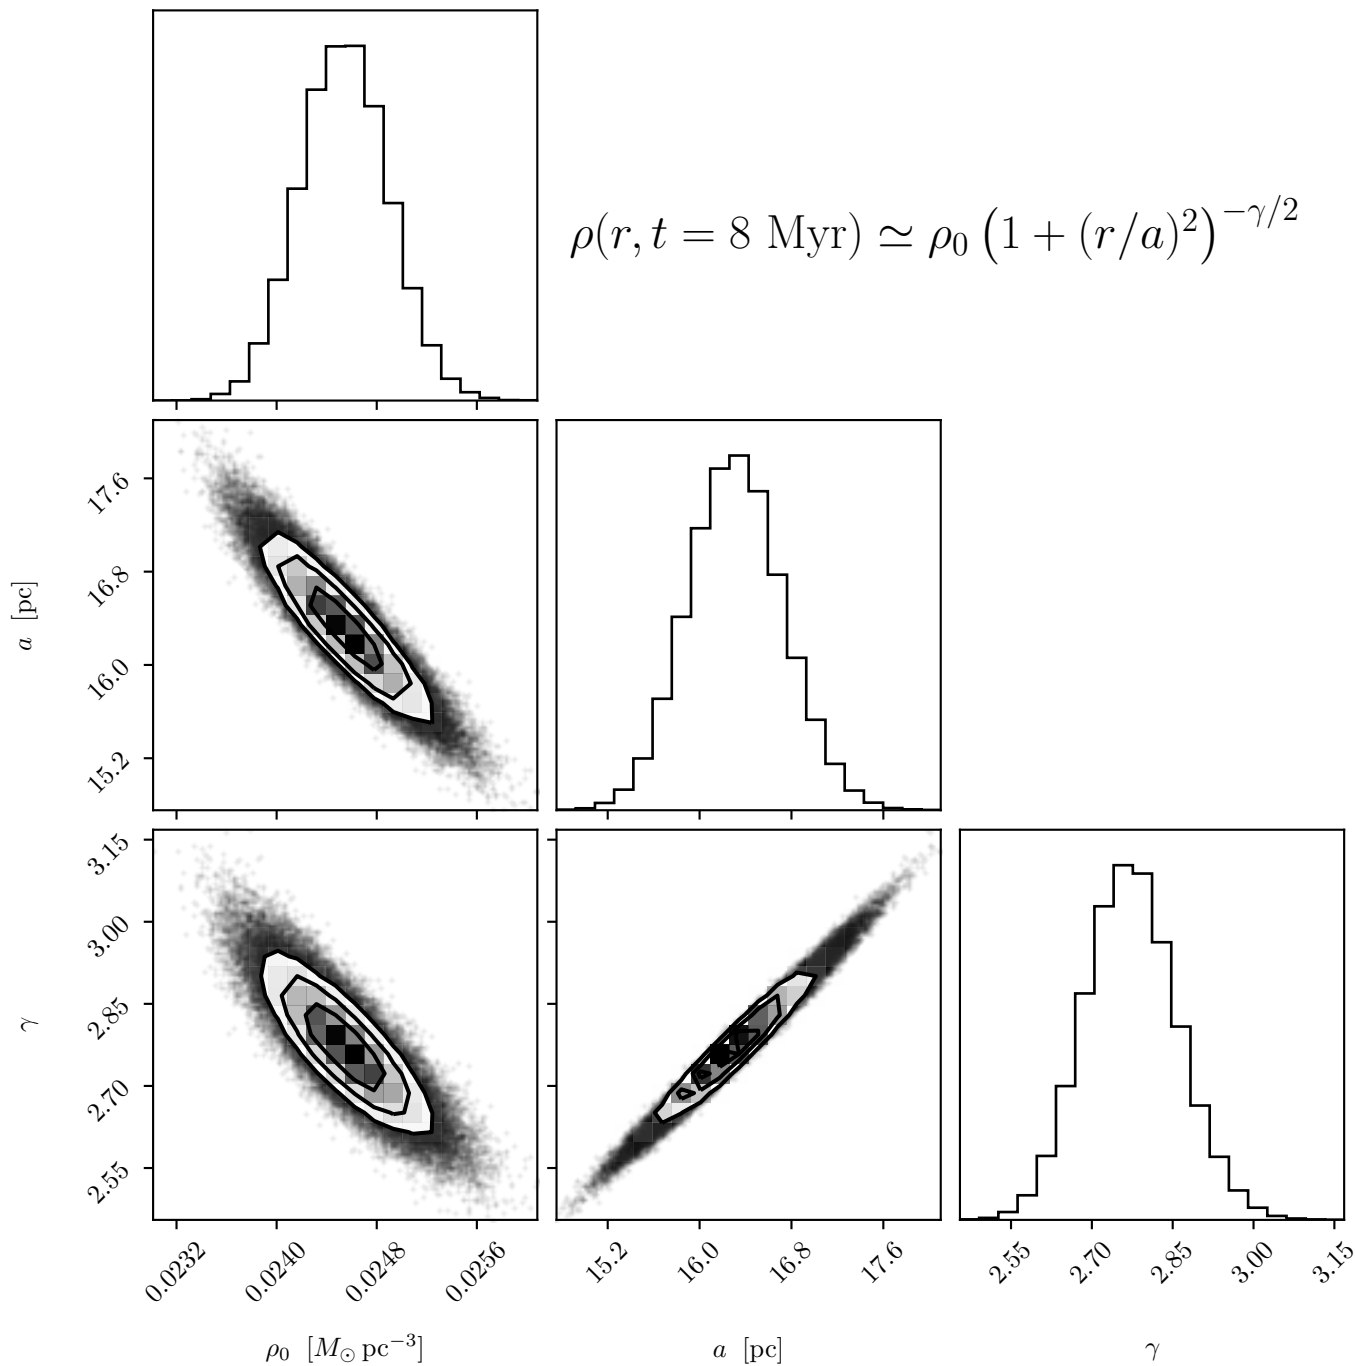 ρ(r, t = 8 Myr) ≃ ρ₀ (1 + (r/a)²)^{−γ/2}
17.6
16.8
16.0
15.2
a [pc]
3.15
3.00
2.85
2.70
2.55
γ
0.0232 0.0240 0.0248 0.0256
15.2 16.0 16.8 17.6
2.55 2.70 2.85 3.00 3.15
ρ₀ [M⊙ pc⁻³]
a [pc]
γ